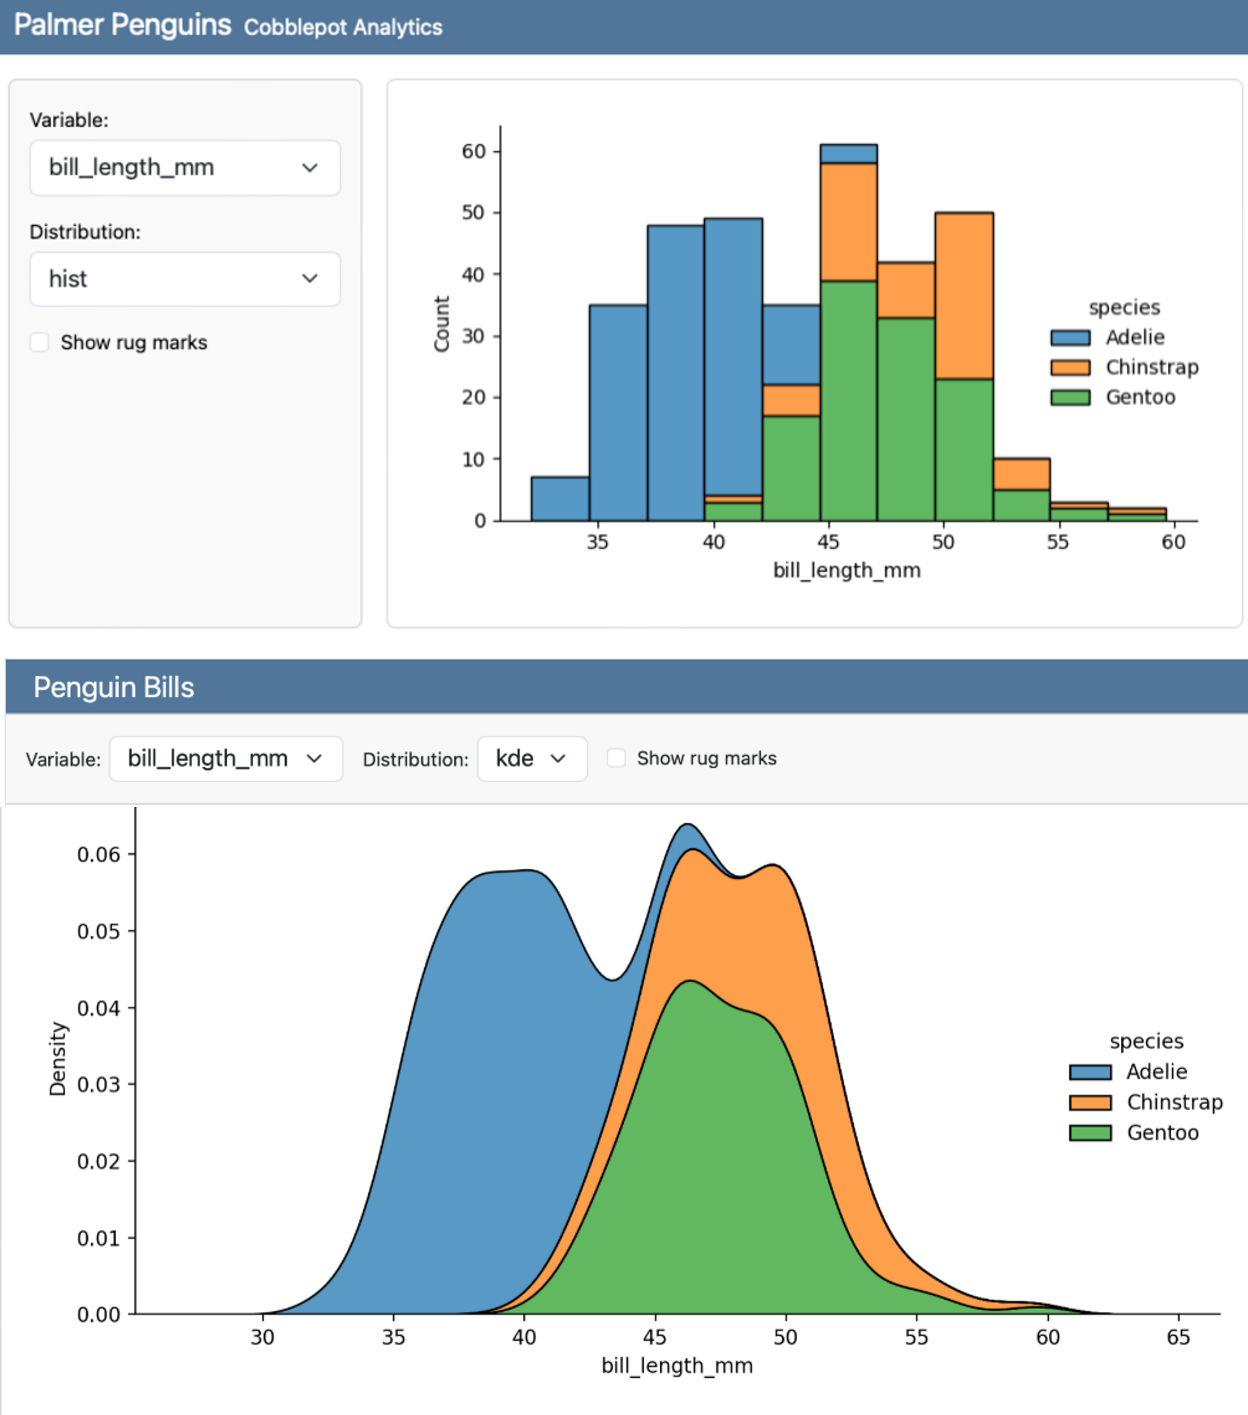 Palmer Penguins Cobblepot Analytics
Variable:
bill_length_mm
Distribution:
hist
Show rug marks
60
50
40
30
20
10
0
Count
35 40 45 50 55 60
bill_length_mm
species
Adelie
Chinstrap
Gentoo
Penguin Bills
Variable: bill_length_mm Distribution: kde Show rug marks
0.06
0.05
0.04
0.03
0.02
0.01
0.00
Density
30 35 40 45 50 55 60 65
bill_length_mm
species
Adelie
Chinstrap
Gentoo